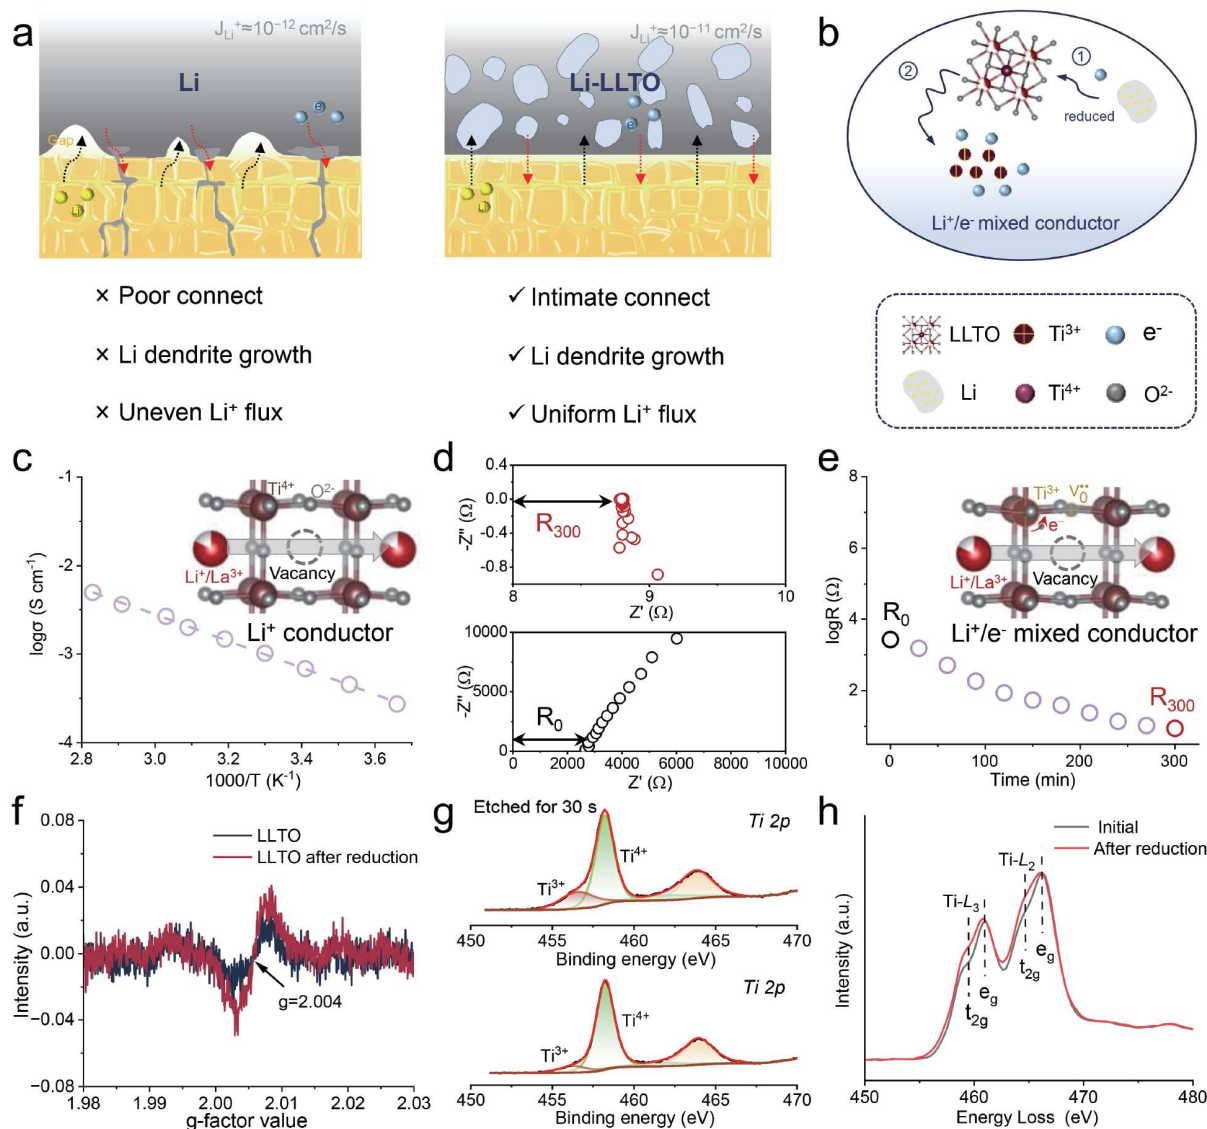 a
J_Li⁺≈10⁻¹² cm²/s
Li
e⁻
Gap
Li
J_Li⁺≈10⁻¹¹ cm²/s
Li-LLTO
e⁻
Li
× Poor connect
× Li dendrite growth
× Uneven Li⁺ flux
✓ Intimate connect
✓ Li dendrite growth
✓ Uniform Li⁺ flux
b
①
②
reduced
Li⁺/e⁻ mixed conductor
LLTO
Ti³⁺
e⁻
Li
Ti⁴⁺
O²⁻
c
-1
-2
-3
-4
logσ (S cm⁻¹)
Ti⁴⁺
O²⁻
Li⁺/La³⁺
Vacancy
Li⁺ conductor
2.8
3.0
3.2
3.4
3.6
1000/T (K⁻¹)
d
0.4
0.0
-0.4
-0.8
-Z'' (Ω)
R₃₀₀
8
9
10
Z' (Ω)
10000
5000
0
-Z'' (Ω)
R₀
0
2000
4000
6000
8000
10000
Z' (Ω)
e
8
6
4
2
logR (Ω)
Ti³⁺
V₀••
e⁻
Li⁺/La³⁺
Vacancy
R₀
Li⁺/e⁻ mixed conductor
R₃₀₀
0
100
200
300
Time (min)
f
0.08
0.04
0.00
−0.04
−0.08
Intensity (a.u.)
LLTO
LLTO after reduction
g=2.004
1.98
1.99
2.00
2.01
2.02
2.03
g-factor value
g
Etched for 30 s
Ti 2p
Ti⁴⁺
Ti³⁺
Intensity (a.u.)
450
455
460
465
470
Binding energy (eV)
Ti 2p
Ti⁴⁺
Ti³⁺
Intensity (a.u.)
450
455
460
465
470
Binding energy (eV)
h
Initial
After reduction
Ti-L₂
Ti-L₃
t₂g
e_g
t₂g
e_g
Intensity (a.u.)
450
460
470
480
Energy Loss (eV)